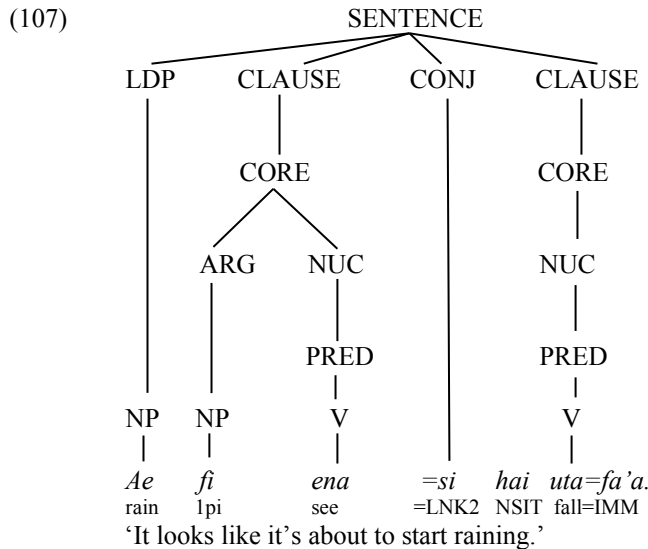 (107) SENTENCE
LDP CLAUSE CONJ CLAUSE
CORE CORE
ARG NUC NUC
PRED PRED
NP NP V V
Ae fi ena =si hai uta=fa’a.
rain 1pi see =LNK2 NSIT fall=IMM
‘It looks like it’s about to start raining.’